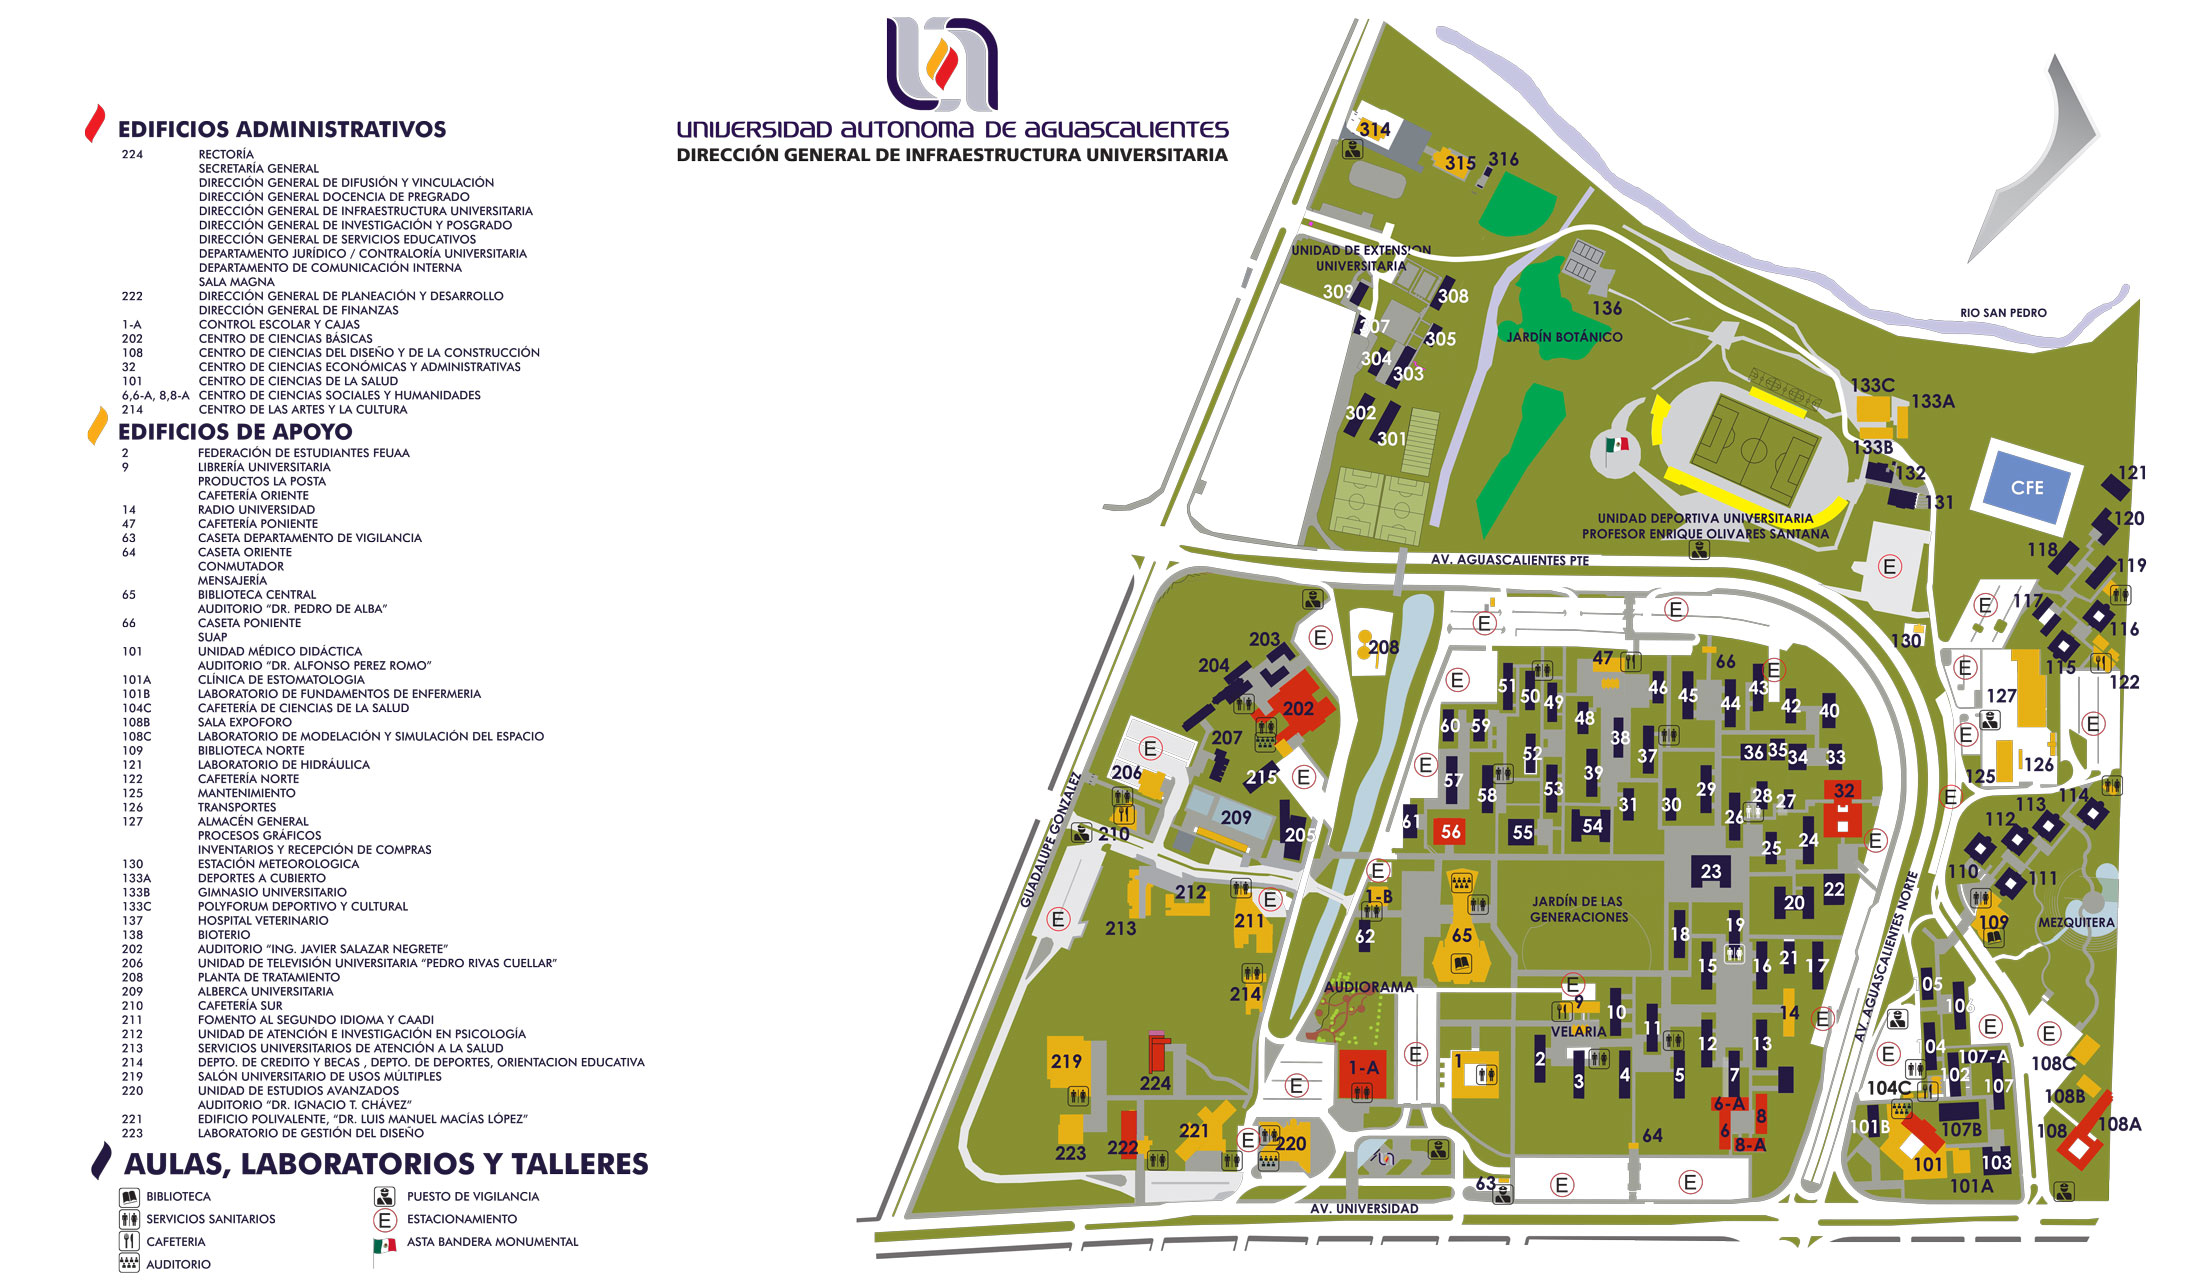 UNIVERSIDAD AUTONOMA DE AGUASCALIENTES
DIRECCIÓN GENERAL DE INFRAESTRUCTURA UNIVERSITARIA
EDIFICIOS ADMINISTRATIVOS
224 RECTORÍA
SECRETARÍA GENERAL
DIRECCIÓN GENERAL DE DIFUSIÓN Y VINCULACIÓN
DIRECCIÓN GENERAL DOCENCIA DE PREGRADO
DIRECCIÓN GENERAL DE INFRAESTRUCTURA UNIVERSITARIA
DIRECCIÓN GENERAL DE INVESTIGACIÓN Y POSGRADO
DIRECCIÓN GENERAL DE SERVICIOS EDUCATIVOS
DEPARTAMENTO JURÍDICO / CONTRALORÍA UNIVERSITARIA
DEPARTAMENTO DE COMUNICACIÓN INTERNA
SALA MAGNA
222 DIRECCIÓN GENERAL DE PLANEACIÓN Y DESARROLLO
DIRECCIÓN GENERAL DE FINANZAS
1-A CONTROL ESCOLAR Y CAJAS
202 CENTRO DE CIENCIAS BÁSICAS
108 CENTRO DE CIENCIAS DEL DISEÑO Y DE LA CONSTRUCCIÓN
32 CENTRO DE CIENCIAS ECONÓMICAS Y ADMINISTRATIVAS
101 CENTRO DE CIENCIAS DE LA SALUD
6,6-A, 8,8-A CENTRO DE CIENCIAS SOCIALES Y HUMANIDADES
214 CENTRO DE LAS ARTES Y LA CULTURA
EDIFICIOS DE APOYO
2 FEDERACIÓN DE ESTUDIANTES FEUAA
9 LIBRERÍA UNIVERSITARIA
PRODUCTOS LA POSTA
CAFETERÍA ORIENTE
14 RADIO UNIVERSIDAD
47 CAFETERÍA PONIENTE
63 CASETA DEPARTAMENTO DE VIGILANCIA
64 CASETA ORIENTE
CONMUTADOR
MENSAJERÍA
65 BIBLIOTECA CENTRAL
AUDITORIO “DR. PEDRO DE ALBA”
66 CASETA PONIENTE
SUAP
101 UNIDAD MÉDICO DIDÁCTICA
AUDITORIO “DR. ALFONSO PEREZ ROMO”
101A CLÍNICA DE ESTOMATOLOGIA
101B LABORATORIO DE FUNDAMENTOS DE ENFERMERIA
104C CAFETERÍA DE CIENCIAS DE LA SALUD
108B SALA EXPOFORO
108C LABORATORIO DE MODELACIÓN Y SIMULACIÓN DEL ESPACIO
109 BIBLIOTECA NORTE
121 LABORATORIO DE HIDRÁULICA
122 CAFETERÍA NORTE
125 MANTENIMIENTO
126 TRANSPORTES
127 ALMACÉN GENERAL
PROCESOS GRÁFICOS
INVENTARIOS Y RECEPCIÓN DE COMPRAS
130 ESTACIÓN METEOROLOGICA
133A DEPORTES A CUBIERTO
133B GIMNASIO UNIVERSITARIO
133C POLYFORUM DEPORTIVO Y CULTURAL
137 HOSPITAL VETERINARIO
138 BIOTERIO
202 AUDITORIO “ING. JAVIER SALAZAR NEGRETE”
206 UNIDAD DE TELEVISIÓN UNIVERSITARIA “PEDRO RIVAS CUELLAR”
208 PLANTA DE TRATAMIENTO
209 ALBERCA UNIVERSITARIA
210 CAFETERÍA SUR
211 FOMENTO AL SEGUNDO IDIOMA Y CAADI
212 UNIDAD DE ATENCIÓN E INVESTIGACIÓN EN PSICOLOGÍA
213 SERVICIOS UNIVERSITARIOS DE ATENCIÓN A LA SALUD
214 DEPTO. DE CREDITO Y BECAS , DEPTO. DE DEPORTES, ORIENTACION EDUCATIVA
219 SALÓN UNIVERSITARIO DE USOS MÚLTIPLES
220 UNIDAD DE ESTUDIOS AVANZADOS
AUDITORIO “DR. IGNACIO T. CHÁVEZ”
221 EDIFICIO POLIVALENTE, “DR. LUIS MANUEL MACÍAS LÓPEZ”
223 LABORATORIO DE GESTIÓN DEL DISEÑO
AULAS, LABORATORIOS Y TALLERES
BIBLIOTECA
SERVICIOS SANITARIOS
CAFETERIA
AUDITORIO
PUESTO DE VIGILANCIA
E ESTACIONAMIENTO
ASTA BANDERA MONUMENTAL
314
315 316
UNIDAD DE EXTENSION
UNIVERSITARIA
309 308
307
305
304
303
302
301
136
JARDÍN BOTÁNICO
RIO SAN PEDRO
133C
133A
133B
132
131
CFE
121
120
118
119
UNIDAD DEPORTIVA UNIVERSITARIA
PROFESOR ENRIQUE OLIVARES SANTANA
AV. AGUASCALIENTES PTE
E
E E E
117
116
115
122
130
E
127
E
E
125
126
E
203
204
E
208
202
207
E
206
215
E
210
209
205
GUADALUPE GONZALEZ
E
212
213
211
E
214
219
224
223
222
221
E
220
E
E
51 50 49 48 47 46 45 66 44 43 E 42 40
E
60 59 52 38 37 36 35 34 33
E
57 58 53 39 31 30 29 28 27 26 32
61 56 55 54 25 24 E
E
23 22
1-B
62
65
JARDÍN DE LAS
GENERACIONES
20
19
18
15 16 21 17
AUDIORAMA
E
9
VELARIA
10
11
12 13 14 E
E
1-A
1
2 3 4 5 7
6-A 8
6 8-A
64
63
E
E
AV. UNIVERSIDAD
AV. AGUASCALIENTES NORTE
114
113
112
110
111
109
MEZQUITERA
105
106
E
E
E
104
107-A
102 107
104C
108C
108B
101B
107B
108 108A
101
103
101A